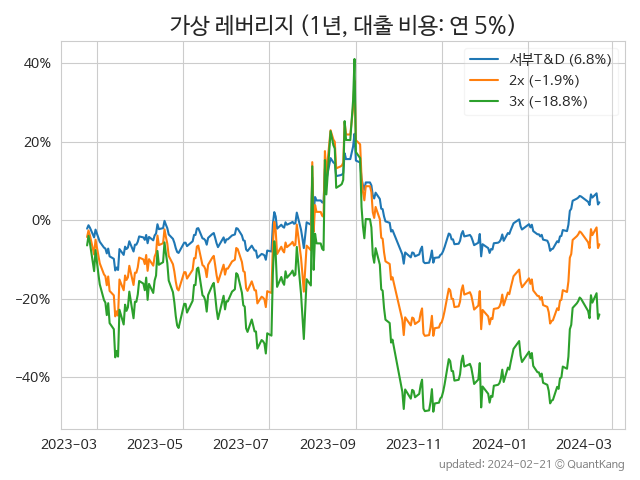 가상 레버리지 (1년, 대출 비용: 연 5%)
서부T&D (6.8%)
2x (−1.9%)
3x (−18.8%)
40%
20%
0%
−20%
−40%
2023−03 2023−05 2023−07 2023−09 2023−11 2024−01 2024−03
updated: 2024−02−21 © QuantKang